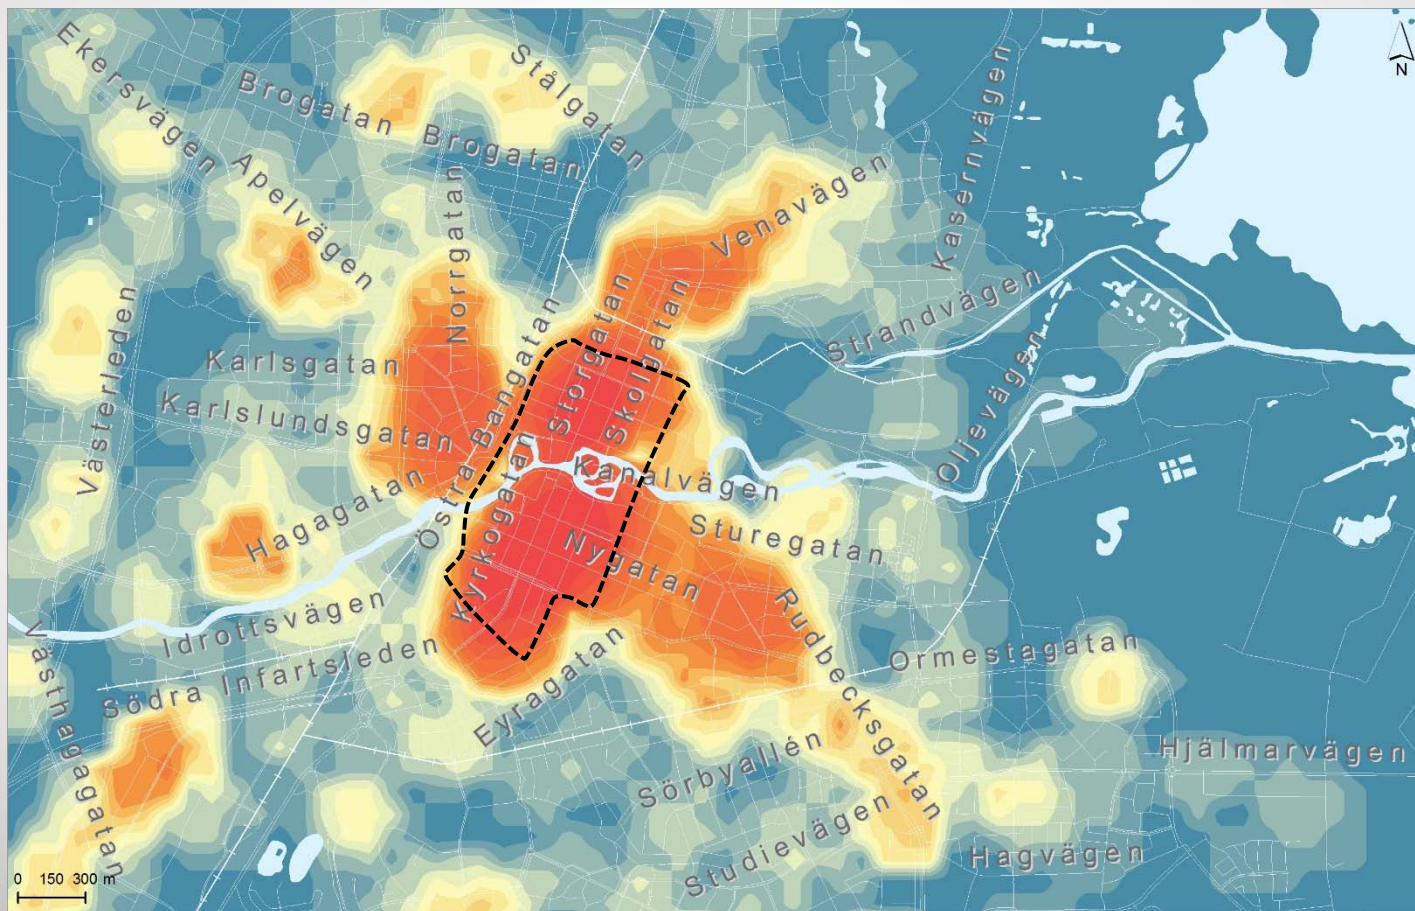 Ekersvägen
Brogatan
Stålgatan
Brogatan
Kasernvägen
N
Apelvägen
Norrgatan
Venavägen
Västerleden
Karlsgatan
Karlslundsgatan
Östra Bangatan
Storgatan
Skolgatan
Strandvägen
Oljevägen
Kanalvägen
Hagagatan
Kyrkogatan
Nygatan
Sturegatan
Idrottsvägen
Rudbecksgatan
Södra Infartsleden
Eyragatan
Ormestagatan
Västhagagatan
Sörbyallén
Hjälmarvägen
Studievägen
Hagvägen
0 150 300 m